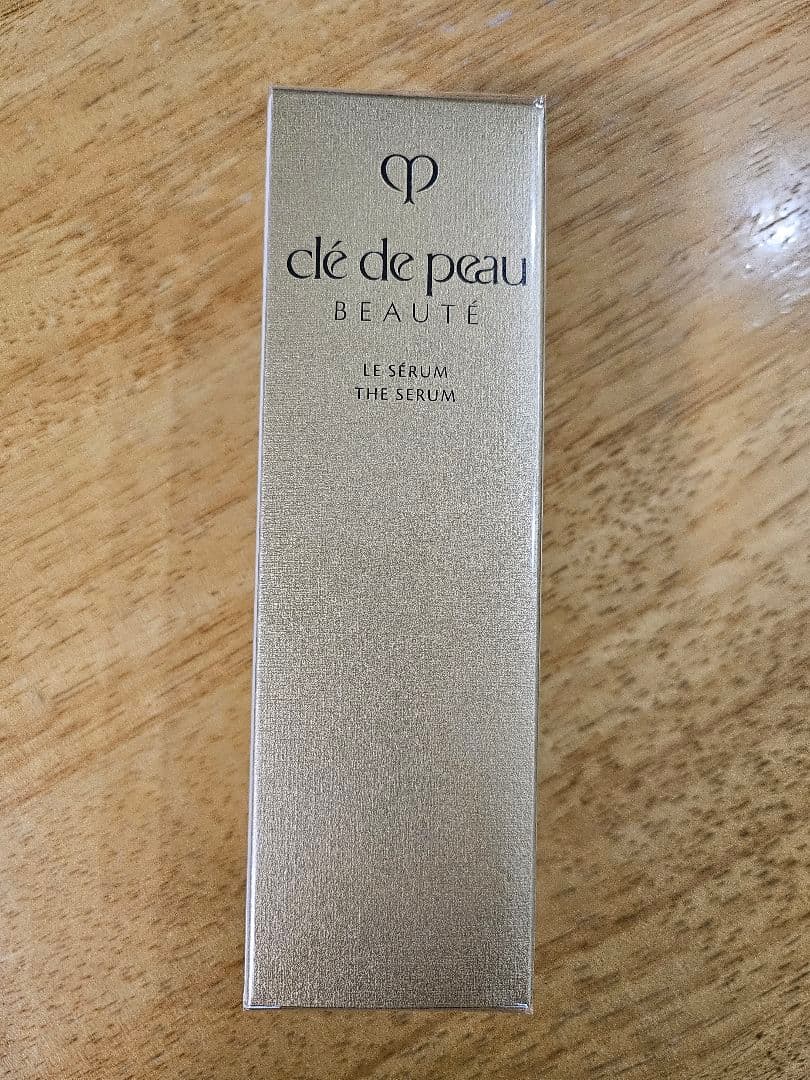 clé de peau
BEAUTÉ
LE SÉRUM
THE SERUM